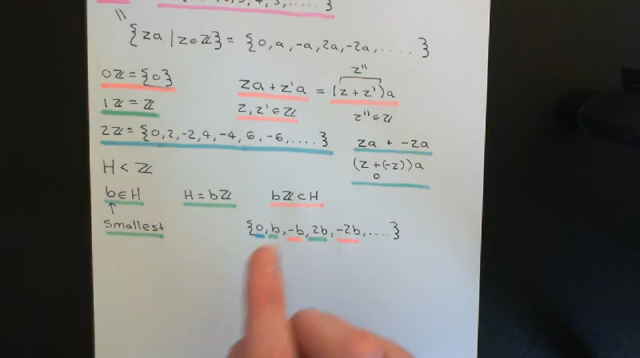 {za | z∈ℤ} = {0, a, -a, 2a, -2a, ....}
0ℤ = {0}
za + z'a = (z + z')a
z''
1ℤ = ℤ
z, z' ∈ ℤ
z'' ∈ ℤ
2ℤ = {0, 2, -2, 4, -4, 6, -6, ....}
za + -za
(z + (-z))a
0
H < ℤ
b ∈ H
H = bℤ
bℤ ⊂ H
↑
Smallest
{0, b, -b, 2b, -2b, ....}